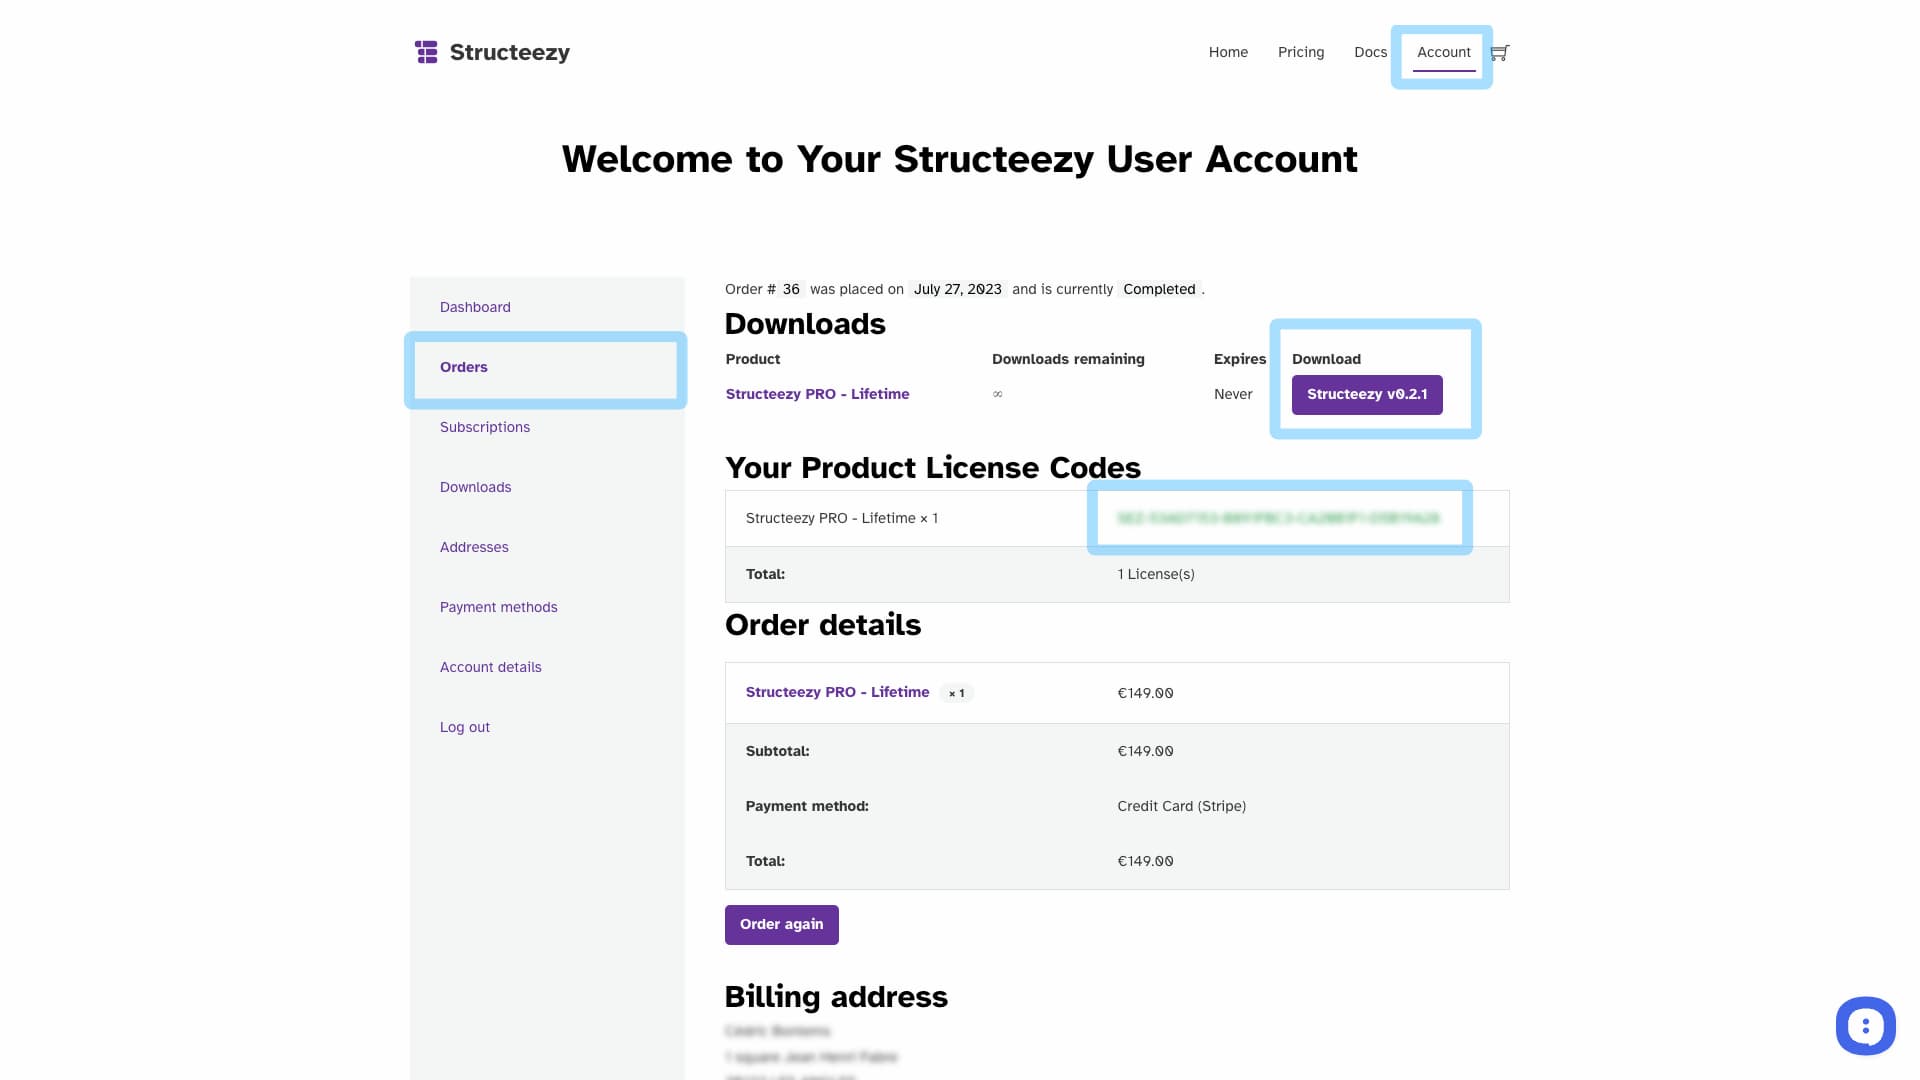 Structeezy
Home Pricing Docs Account
Welcome to Your Structeezy User Account
Dashboard
Orders
Subscriptions
Downloads
Addresses
Payment methods
Account details
Log out
Order # 36 was placed on July 27, 2023 and is currently Completed .
Downloads
Product Downloads remaining Expires Download
Structeezy PRO - Lifetime ∞ Never Structeezy v0.2.1
Your Product License Codes
Structeezy PRO - Lifetime × 1
Total: 1 License(s)
Order details
Structeezy PRO - Lifetime × 1 €149.00
Subtotal: €149.00
Payment method: Credit Card (Stripe)
Total: €149.00
Order again
Billing address